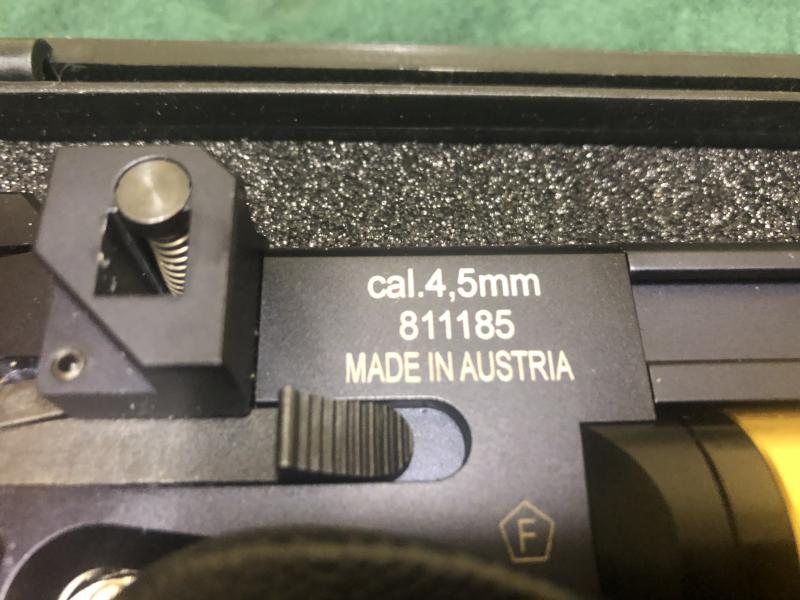 cal.4,5mm
811185
MADE IN AUSTRIA
F